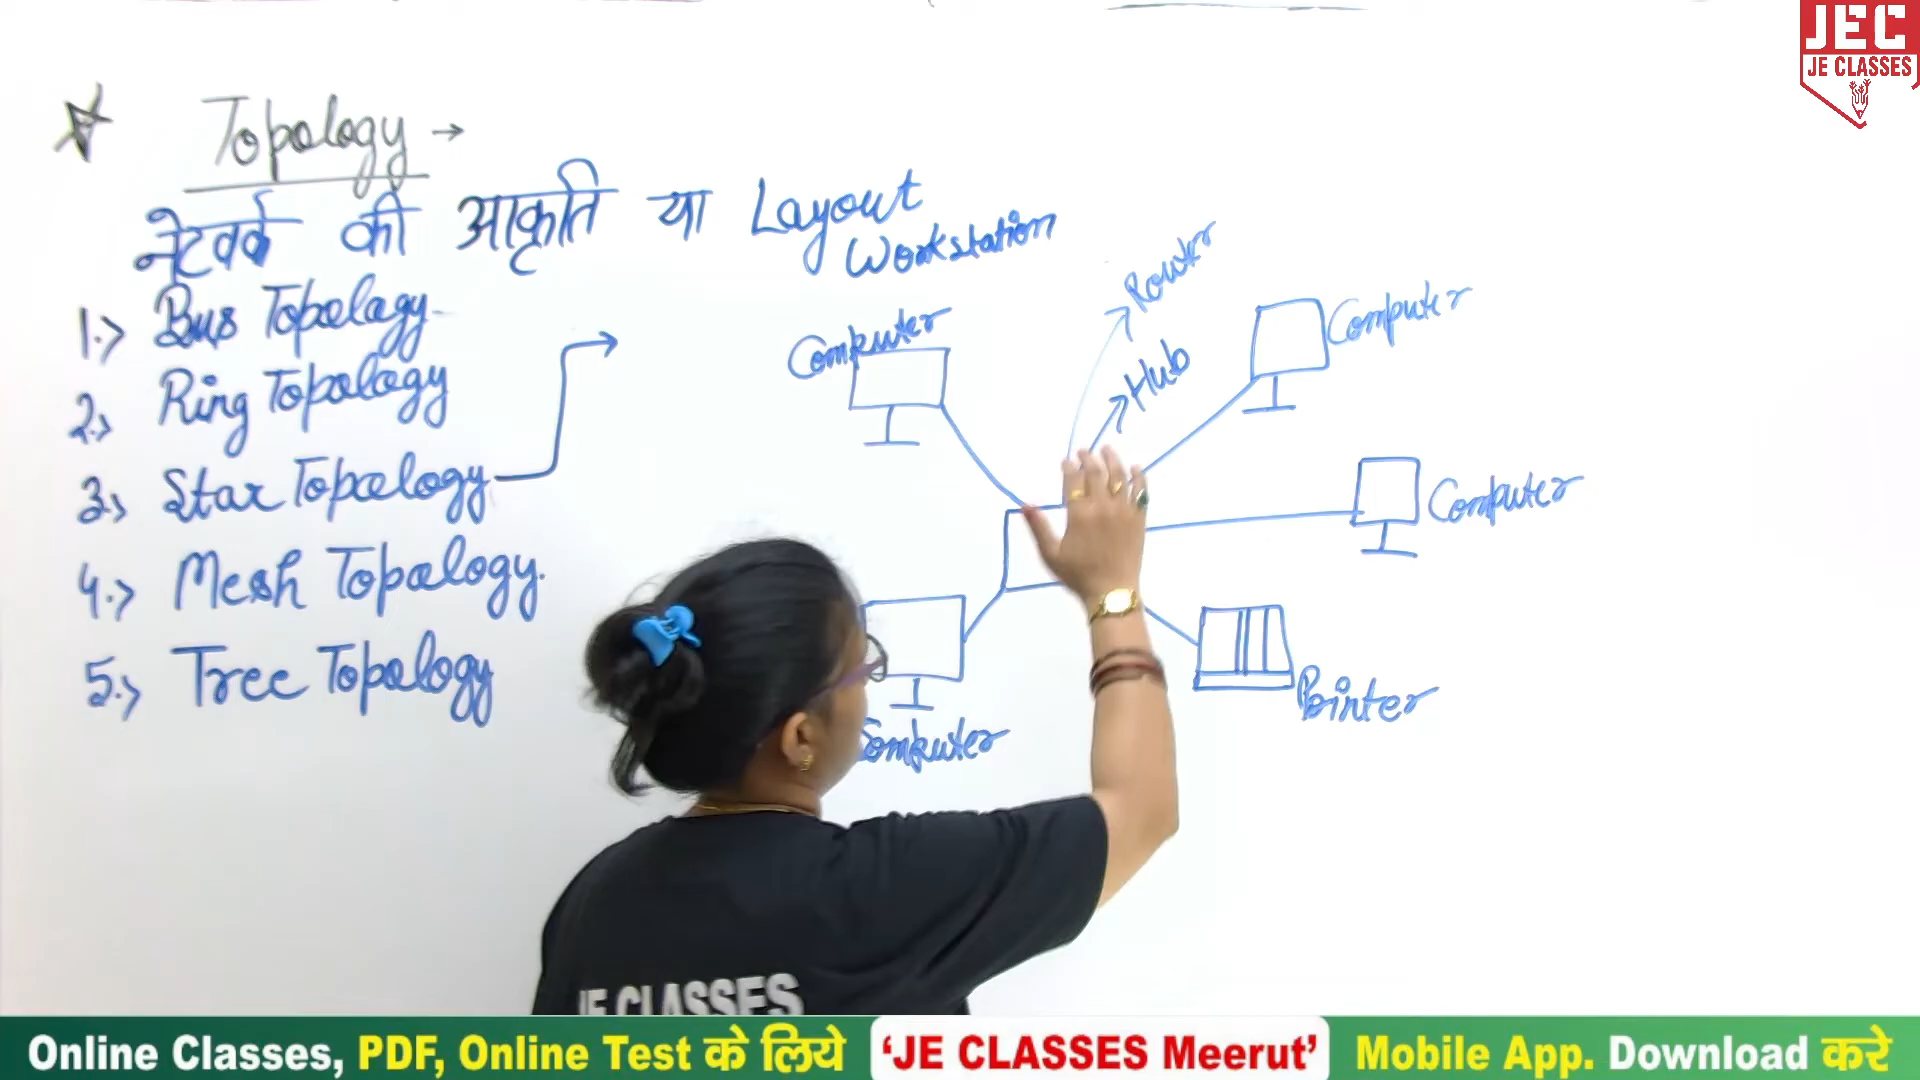 JEC
JE CLASSES
Topology →
नेटवर्क की आकृति या Layout
Workstation
1.> Bus Topology
2.> Ring Topology
3.> Star Topology
4.> Mesh Topology.
5.> Tree Topology
Router
Hub
Computer
Computer
Computer
Printer
Computer
JE CLASSES
Online Classes, PDF, Online Test के लिये 'JE CLASSES Meerut' Mobile App. Download करे